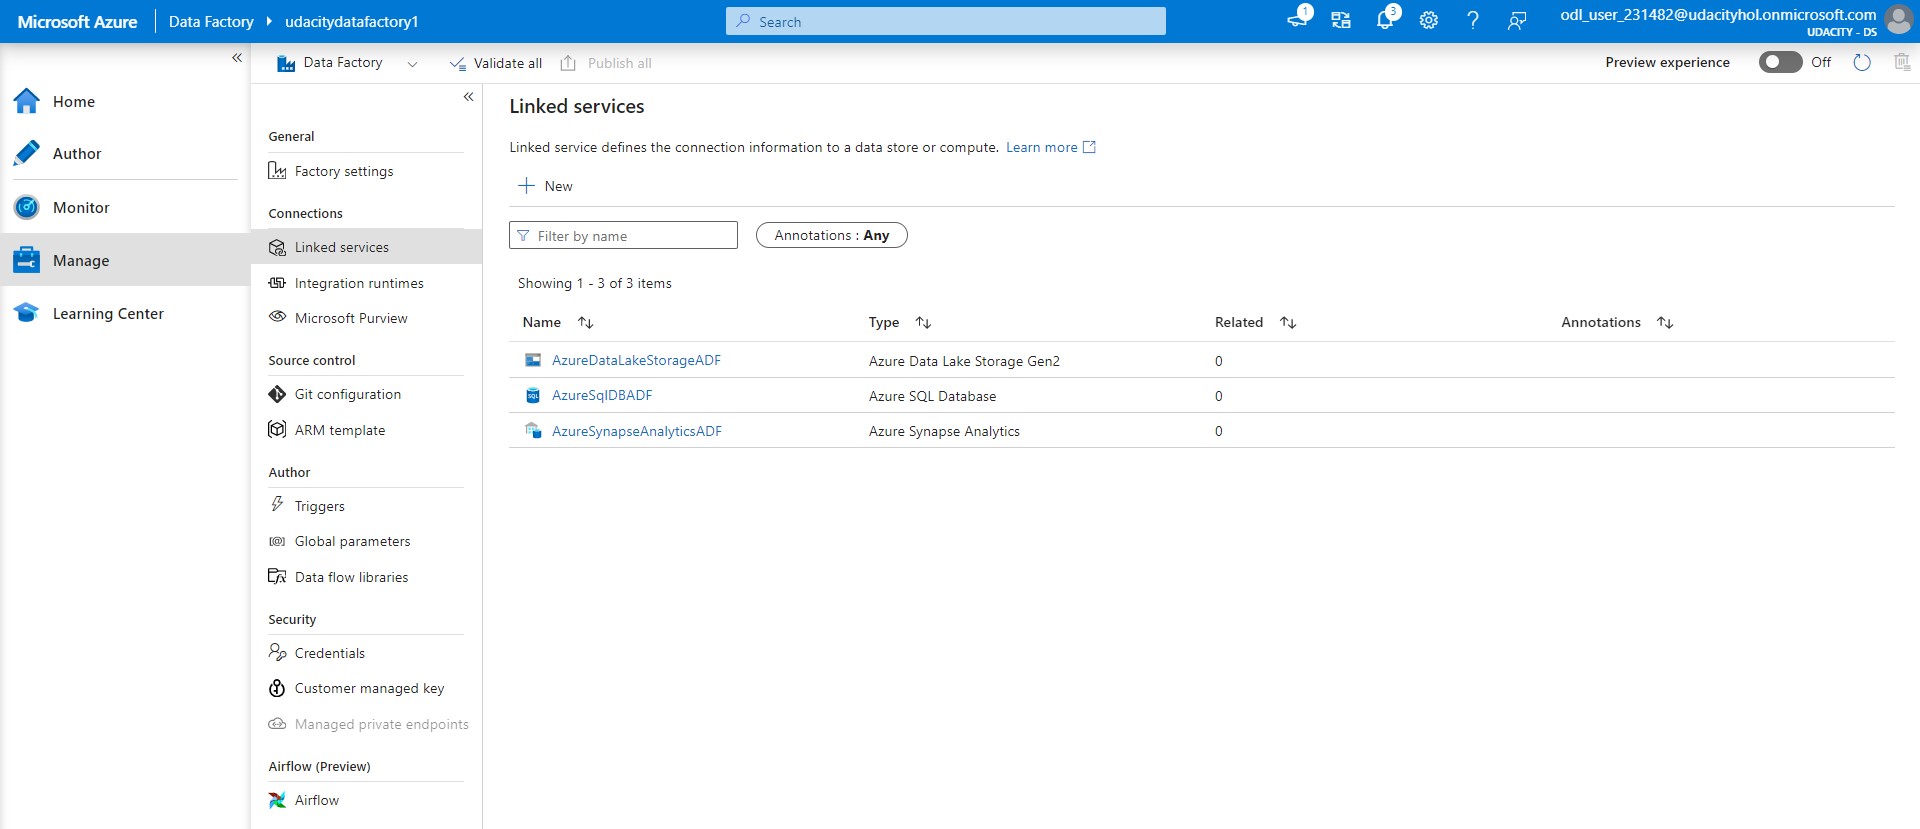 Microsoft Azure Data Factory udacitydatafactory1 Search 1 3 odl_user_231482@udacityhol.onmicrosoft.com
UDACITY - DS
Data Factory Validate all Publish all Preview experience Off
Home
Author
Monitor
Manage
Learning Center
General
Factory settings
Connections
Linked services
Integration runtimes
Microsoft Purview
Source control
Git configuration
ARM template
Author
Triggers
Global parameters
Data flow libraries
Security
Credentials
Customer managed key
Managed private endpoints
Airflow (Preview)
Airflow
Linked services
Linked service defines the connection information to a data store or compute. Learn more
New
Filter by name Annotations : Any
Showing 1 - 3 of 3 items
Name Type Related Annotations
AzureDataLakeStorageADF Azure Data Lake Storage Gen2 0
SQL AzureSqlDBADF Azure SQL Database 0
AzureSynapseAnalyticsADF Azure Synapse Analytics 0